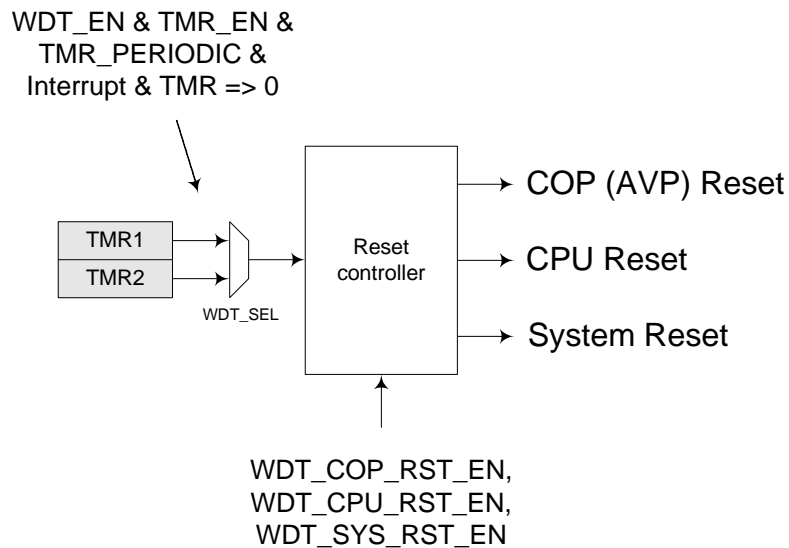 WDT_EN & TMR_EN &
TMR_PERIODIC &
Interrupt & TMR => 0
TMR1
TMR2
WDT_SEL
Reset
controller
COP (AVP) Reset
CPU Reset
System Reset
WDT_COP_RST_EN,
WDT_CPU_RST_EN,
WDT_SYS_RST_EN